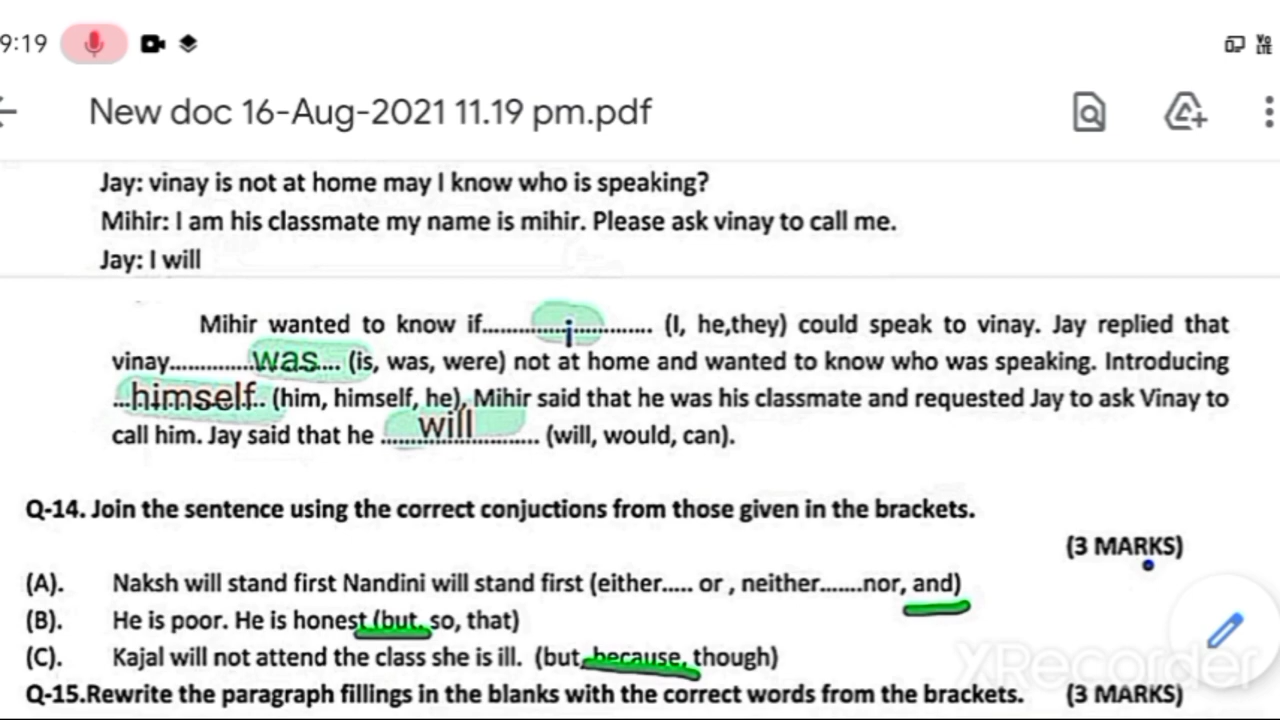 9:19
Vo
LTE
New doc 16-Aug-2021 11.19 pm.pdf
Jay: vinay is not at home may I know who is speaking?
Mihir: I am his classmate my name is mihir. Please ask vinay to call me.
Jay: I will
Mihir wanted to know if...............i............. (I, he,they) could speak to vinay. Jay replied that
vinay...............was.... (is, was, were) not at home and wanted to know who was speaking. Introducing
...himself.. (him, himself, he), Mihir said that he was his classmate and requested Jay to ask Vinay to
call him. Jay said that he ......will................. (will, would, can).
Q-14. Join the sentence using the correct conjuctions from those given in the brackets.
(3 MARKS)
(A). Naksh will stand first Nandini will stand first (either..... or , neither.......nor, and)
(B). He is poor. He is honest (but, so, that)
(C). Kajal will not attend the class she is ill. (but, because, though)
XRecorder
Q-15.Rewrite the paragraph fillings in the blanks with the correct words from the brackets. (3 MARKS)